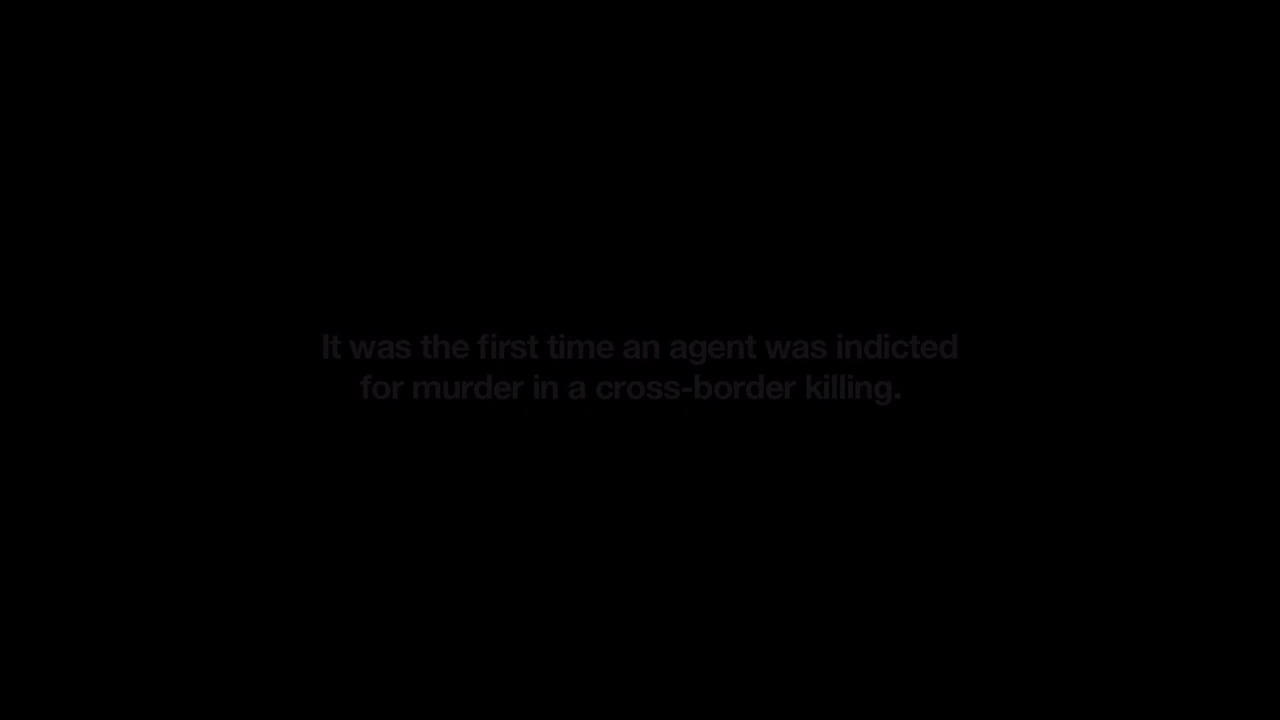 It was the first time an agent was indicted
for murder in a cross-border killing.